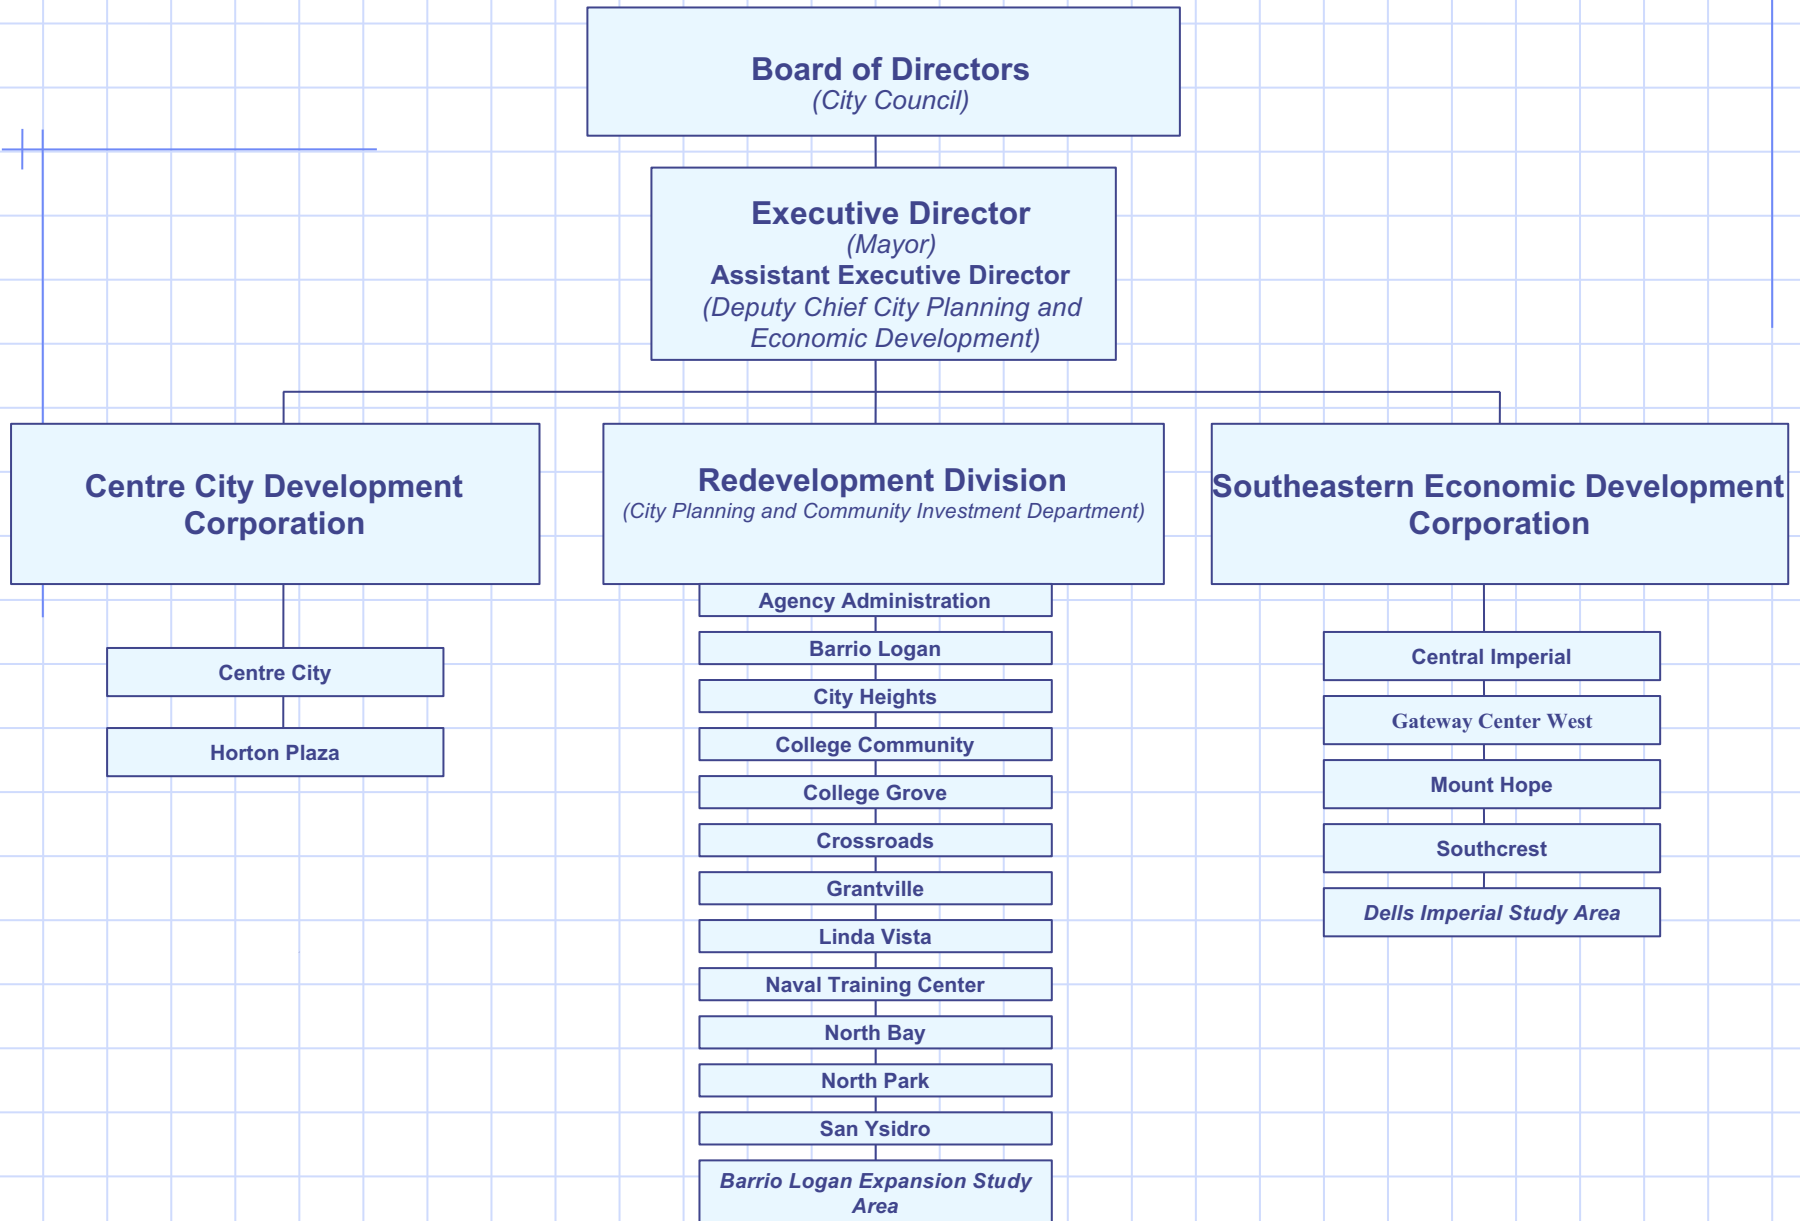 Board of Directors
(City Council)
Executive Director
(Mayor)
Assistant Executive Director
(Deputy Chief City Planning and
Economic Development)
Centre City Development
Corporation
Redevelopment Division
(City Planning and Community Investment Department)
Southeastern Economic Development
Corporation
Centre City
Horton Plaza
Agency Administration
Barrio Logan
City Heights
College Community
College Grove
Crossroads
Grantville
Linda Vista
Naval Training Center
North Bay
North Park
San Ysidro
Barrio Logan Expansion Study
Area
Central Imperial
Gateway Center West
Mount Hope
Southcrest
Dells Imperial Study Area